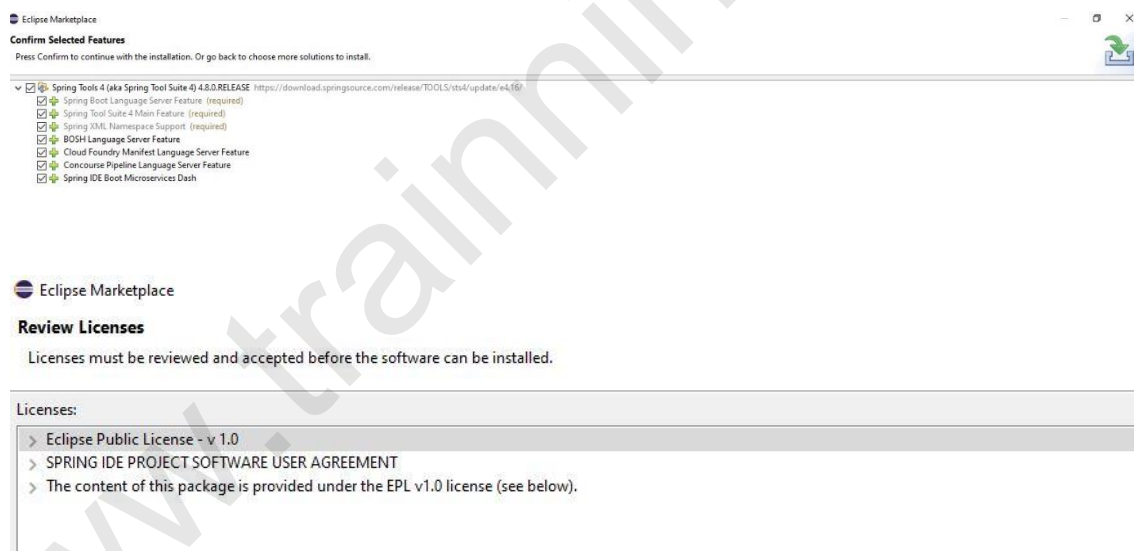 Eclipse Marketplace
Confirm Selected Features
Press Confirm to continue with the installation. Or go back to choose more solutions to install.
Spring Tools 4 (aka Spring Tool Suite 4) 4.8.0.RELEASE https://download.springsource.com/release/TOOLS/sts4/update/e4.16/
Spring Boot Language Server Feature (required)
Spring Tool Suite 4 Main Feature (required)
Spring XML Namespace Support (required)
BOSH Language Server Feature
Cloud Foundry Manifest Language Server Feature
Concourse Pipeline Language Server Feature
Spring IDE Boot Microservices Dash
Eclipse Marketplace
Review Licenses
Licenses must be reviewed and accepted before the software can be installed.
Licenses:
> Eclipse Public License - v 1.0
> SPRING IDE PROJECT SOFTWARE USER AGREEMENT
> The content of this package is provided under the EPL v1.0 license (see below).